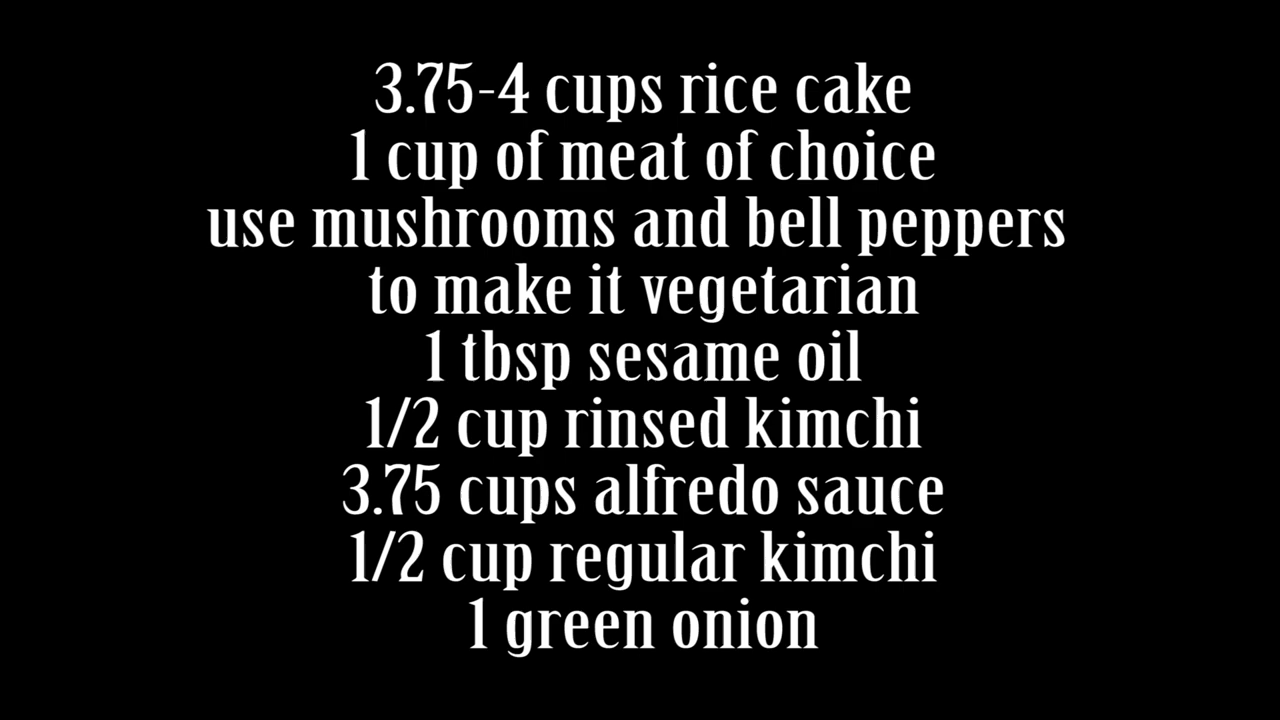 3.75-4 cups rice cake
1 cup of meat of choice
use mushrooms and bell peppers
to make it vegetarian
1 tbsp sesame oil
1/2 cup rinsed kimchi
3.75 cups alfredo sauce
1/2 cup regular kimchi
1 green onion